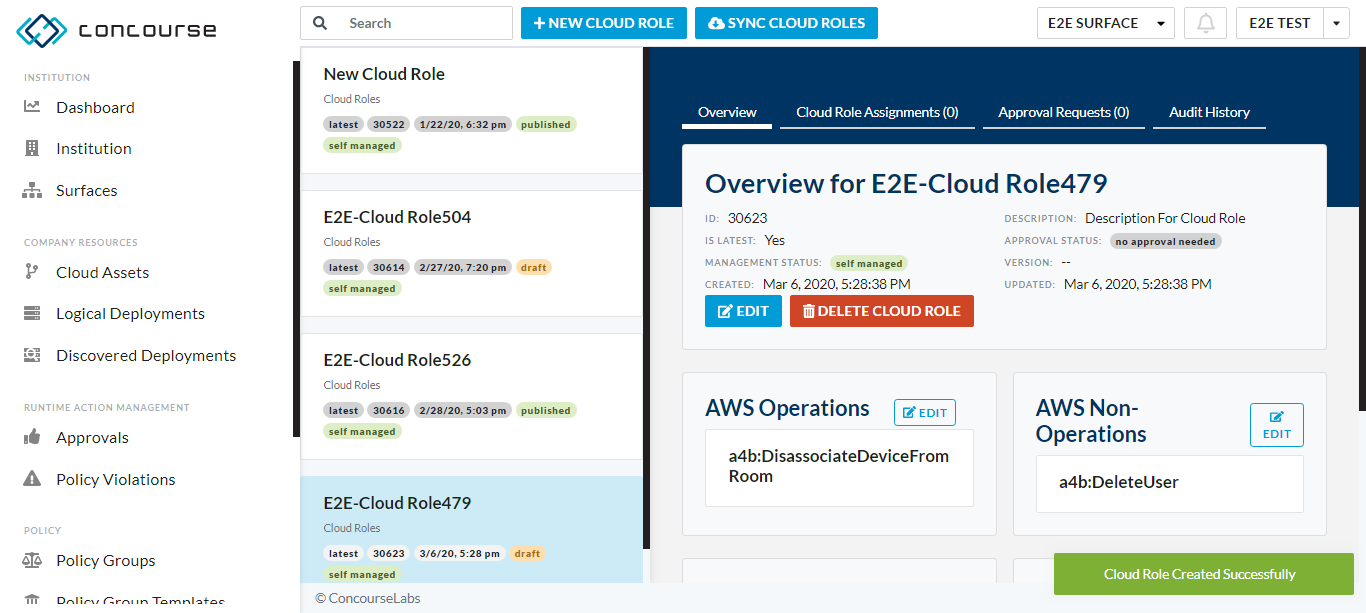 concourse
Search
NEW CLOUD ROLE
SYNC CLOUD ROLES
E2E SURFACE
E2E TEST
INSTITUTION
Dashboard
Institution
Surfaces
COMPANY RESOURCES
Cloud Assets
Logical Deployments
Discovered Deployments
RUNTIME ACTION MANAGEMENT
Approvals
Policy Violations
POLICY
Policy Groups
Policy Group Templates
New Cloud Role
Cloud Roles
latest 30522 1/22/20, 6:32 pm published
self managed
E2E-Cloud Role504
Cloud Roles
latest 30614 2/27/20, 7:20 pm draft
self managed
E2E-Cloud Role526
Cloud Roles
latest 30616 2/28/20, 5:03 pm published
self managed
E2E-Cloud Role479
Cloud Roles
latest 30623 3/6/20, 5:28 pm draft
self managed
© ConcourseLabs
Overview
Cloud Role Assignments (0)
Approval Requests (0)
Audit History
Overview for E2E-Cloud Role479
ID: 30623
IS LATEST: Yes
MANAGEMENT STATUS: self managed
CREATED: Mar 6, 2020, 5:28:38 PM
DESCRIPTION: Description For Cloud Role
APPROVAL STATUS: no approval needed
VERSION: --
UPDATED: Mar 6, 2020, 5:28:38 PM
EDIT
DELETE CLOUD ROLE
AWS Operations
EDIT
a4b:DisassociateDeviceFrom
Room
AWS Non-
Operations
EDIT
a4b:DeleteUser
Cloud Role Created Successfully